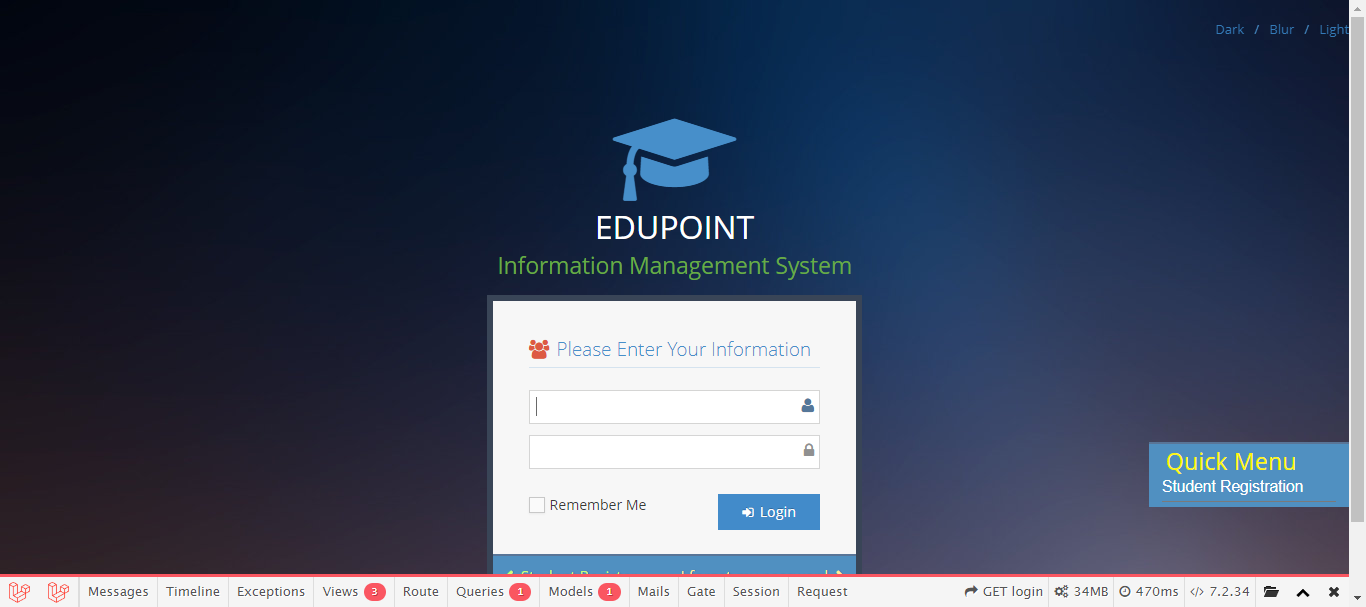 Dark / Blur / Light
EDUPOINT
Information Management System
Please Enter Your Information
Remember Me
Login
Quick Menu
Student Registration
Messages Timeline Exceptions Views 3 Route Queries 1 Models 1 Mails Gate Session Request GET login 34MB 470ms 7.2.34